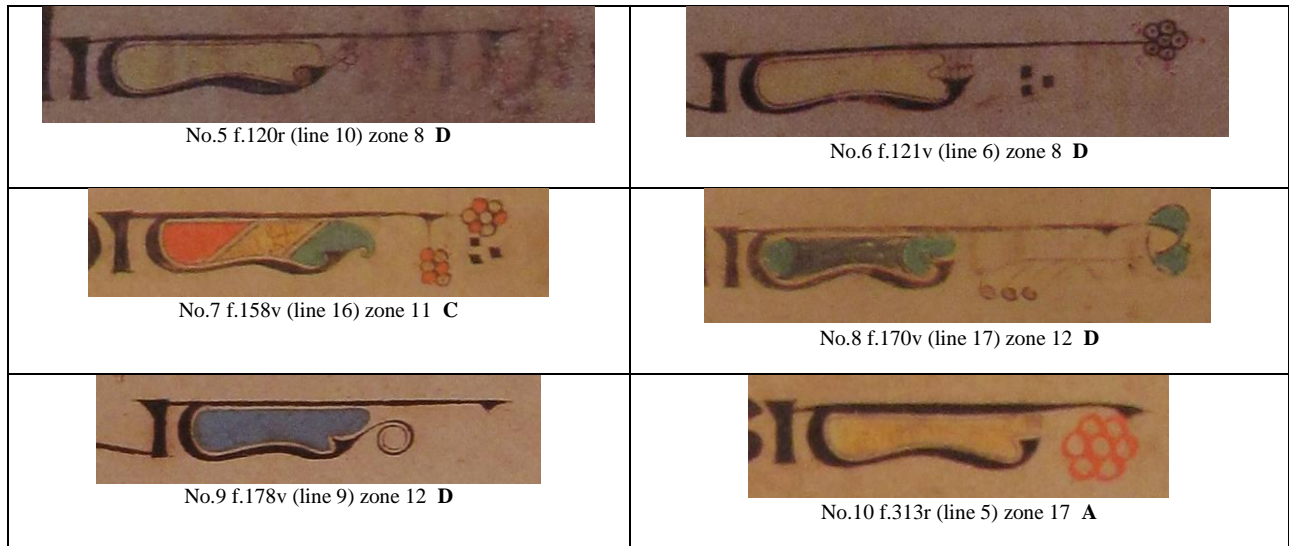 No.5 f.120r (line 10) zone 8 D
No.6 f.121v (line 6) zone 8 D
No.7 f.158v (line 16) zone 11 C
No.8 f.170v (line 17) zone 12 D
No.9 f.178v (line 9) zone 12 D
No.10 f.313r (line 5) zone 17 A